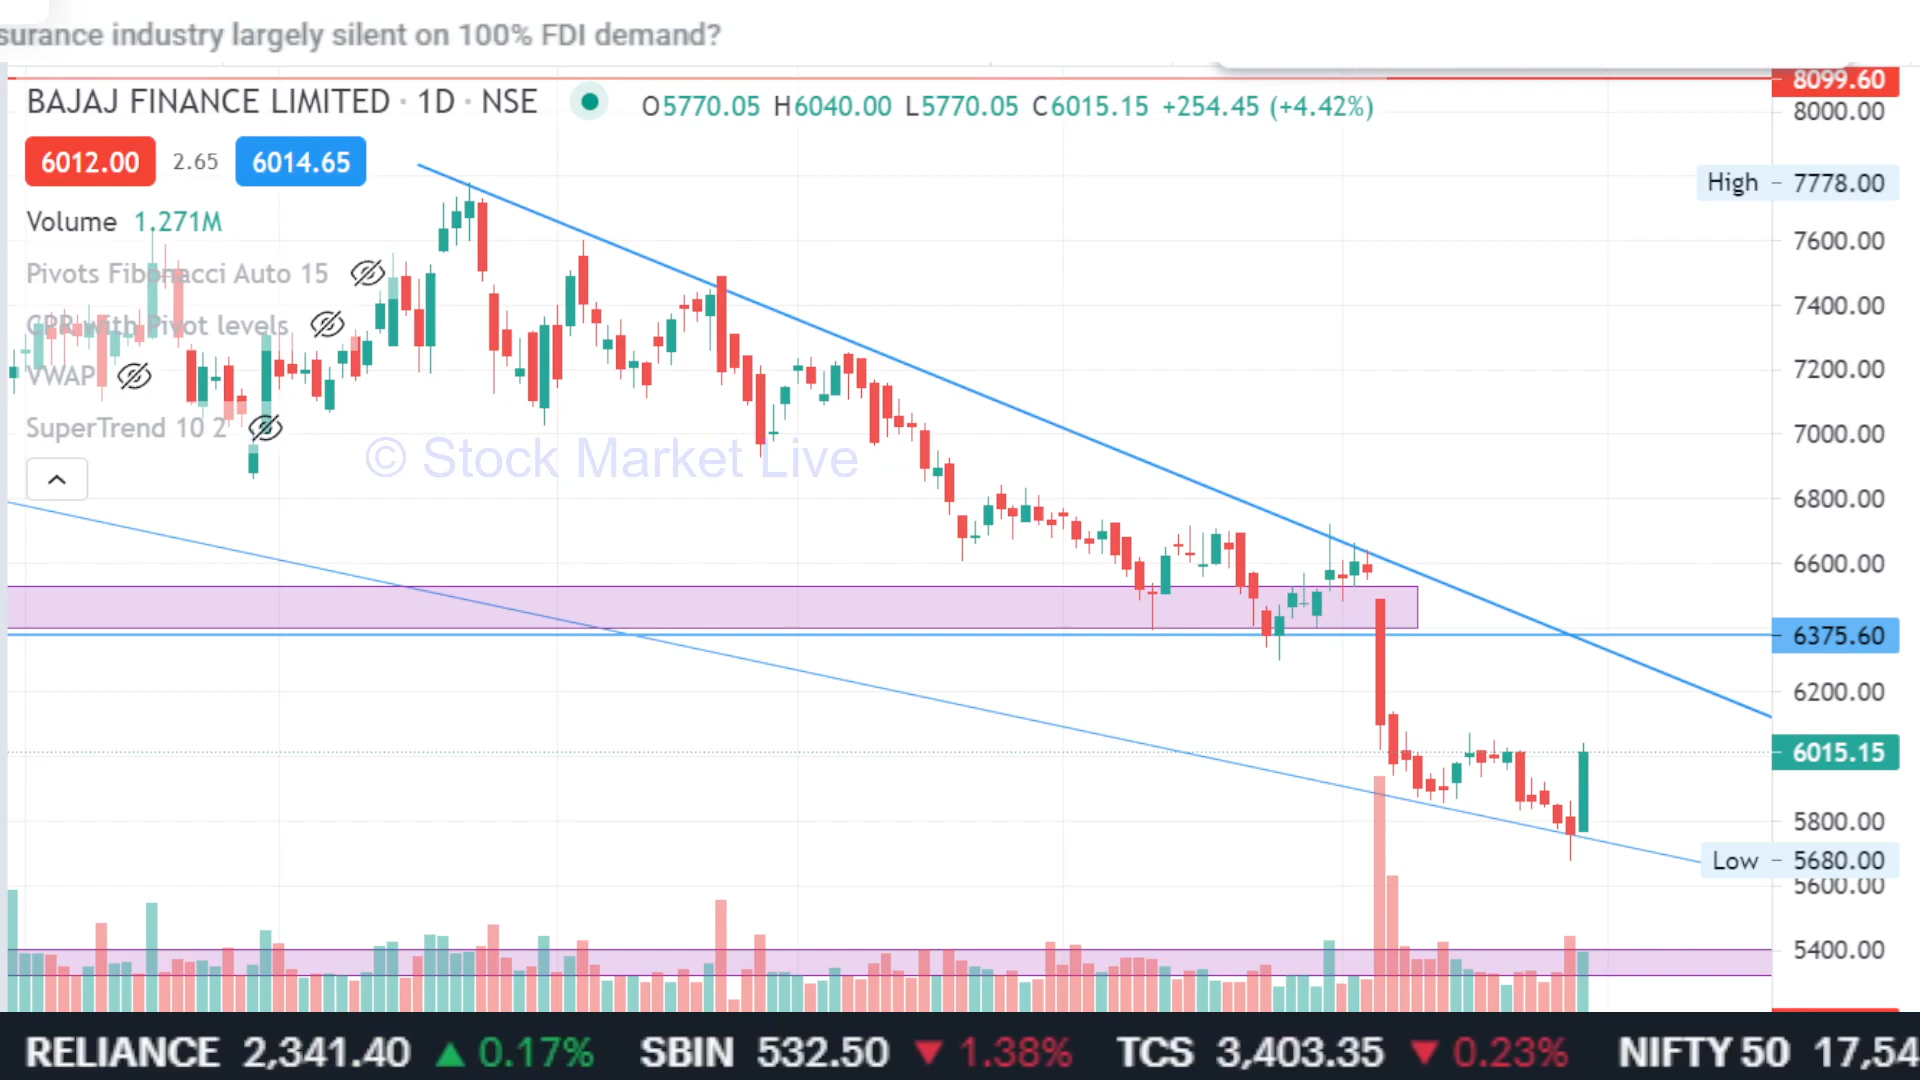 surance industry largely silent on 100% FDI demand?
BAJAJ FINANCE LIMITED · 1D · NSE O5770.05 H6040.00 L5770.05 C6015.15 +254.45 (+4.42%)
6012.00 2.65 6014.65
Volume 1.271M
Pivots Fibonacci Auto 15
CPR with Pivot levels
VWAP
SuperTrend 10 2
© Stock Market Live
8099.60
8000.00
High 7778.00
7600.00
7400.00
7200.00
7000.00
6800.00
6600.00
6375.60
6200.00
6015.15
5800.00
Low 5680.00
5600.00
5400.00
RELIANCE 2,341.40 ▲ 0.17% SBIN 532.50 ▼ 1.38% TCS 3,403.35 ▼ 0.23% NIFTY 50 17,54